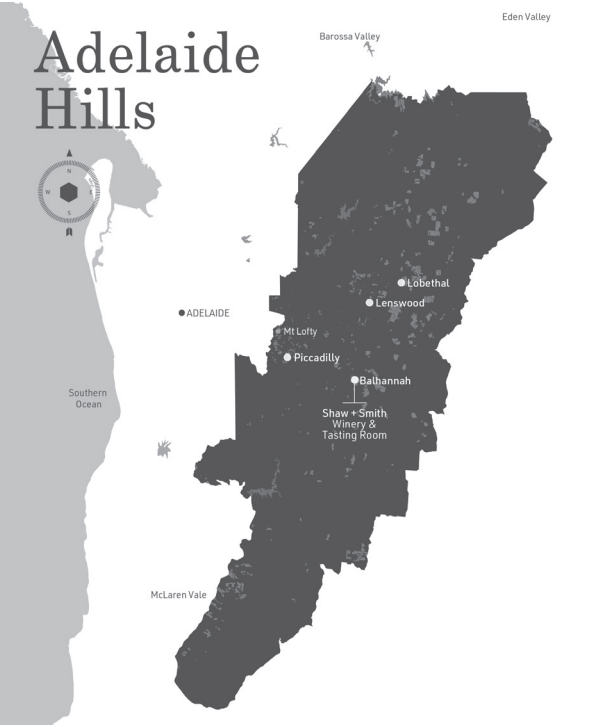 Eden Valley
Barossa Valley
Adelaide
Hills
N
W
E
S
Lobethal
Lenswood
ADELAIDE
Mt Lofty
Piccadilly
Balhannah
Southern
Ocean
Shaw + Smith
Winery &
Tasting Room
McLaren Vale